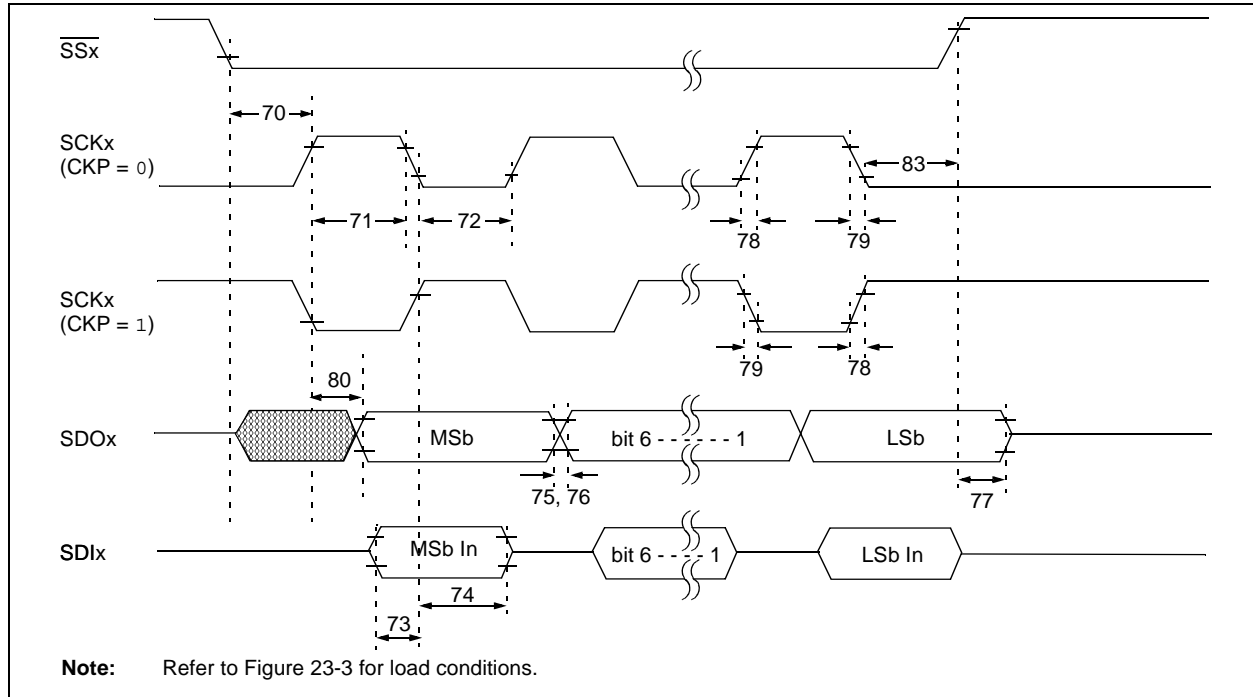 SSx
70
SCKx
(CKP = 0)
83
71
72
78
79
SCKx
(CKP = 1)
79
78
80
SDOx
MSb
bit 6 - - - - - - 1
LSb
75, 76
77
SDIx
MSb In
bit 6 - - - - 1
LSb In
74
73
Note: Refer to Figure 23-3 for load conditions.